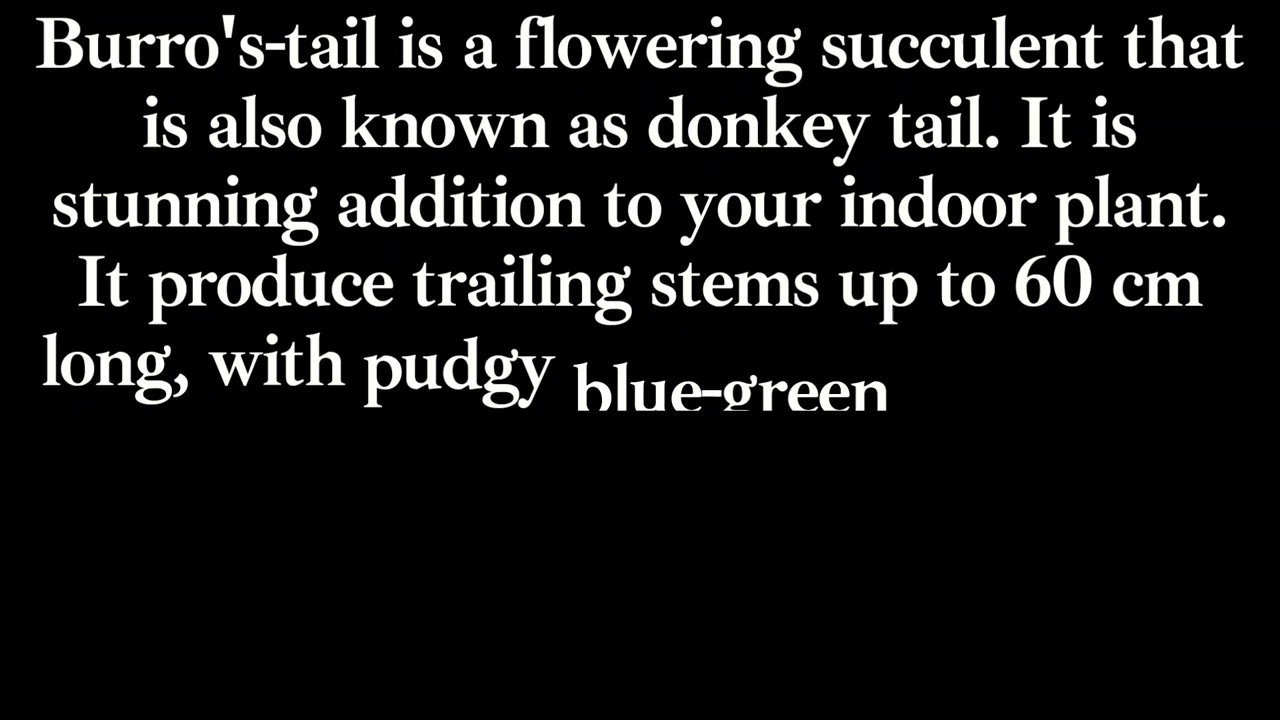 Burro's-tail is a flowering succulent that
is also known as donkey tail. It is
stunning addition to your indoor plant.
It produce trailing stems up to 60 cm
long, with pudgy blue-green